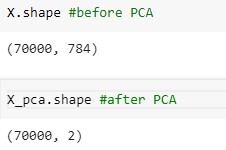 X.shape #before PCA
(70000, 784)
X_pca.shape #after PCA
(70000, 2)